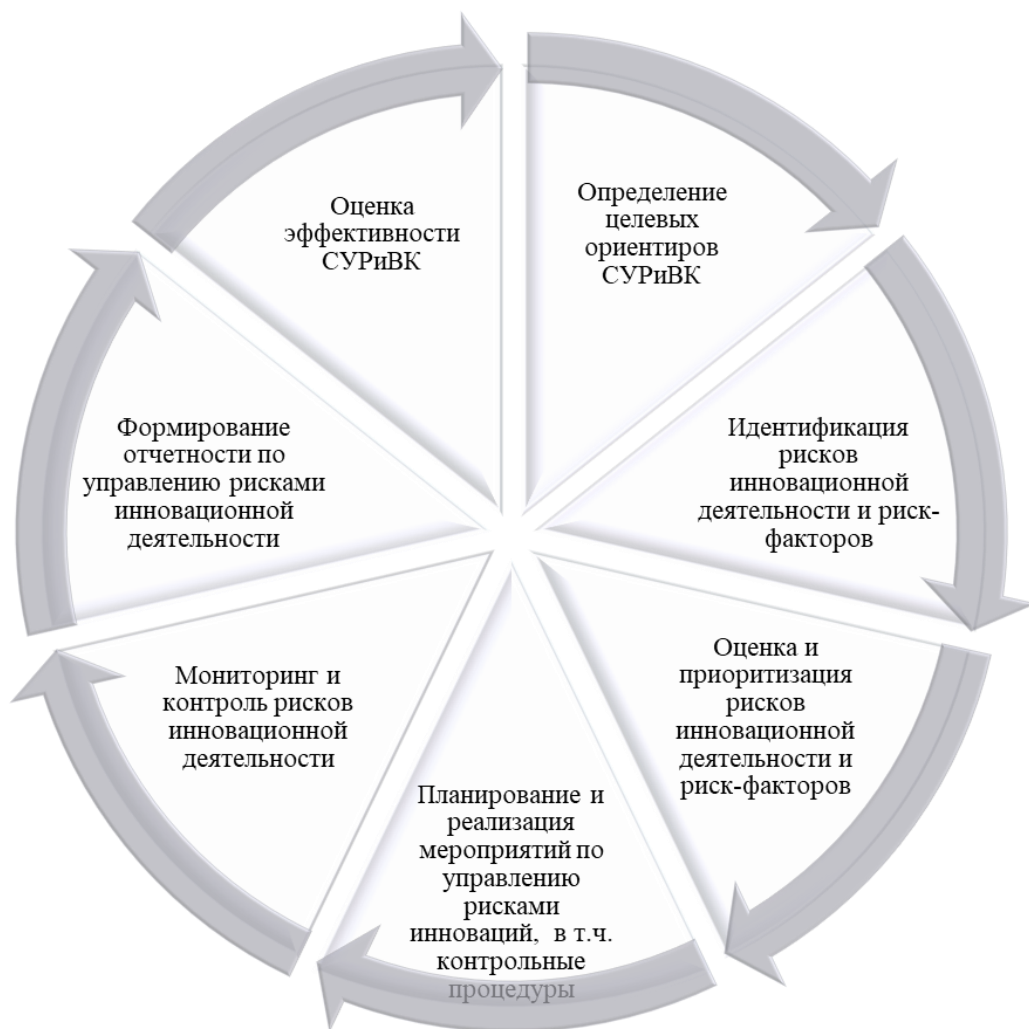 Определение
целевых
ориентиров
СУРиВК
Идентификация
рисков
инновационной
деятельности и риск-
факторов
Оценка и
приоритизация
рисков
инновационной
деятельности и
риск-факторов
Планирование и
реализация
мероприятий по
управлению
рисками
инноваций, в т.ч.
контрольные
процедуры
Мониторинг и
контроль рисков
инновационной
деятельности
Формирование
отчетности по
управлению рисками
инновационной
деятельности
Оценка
эффективности
СУРиВК